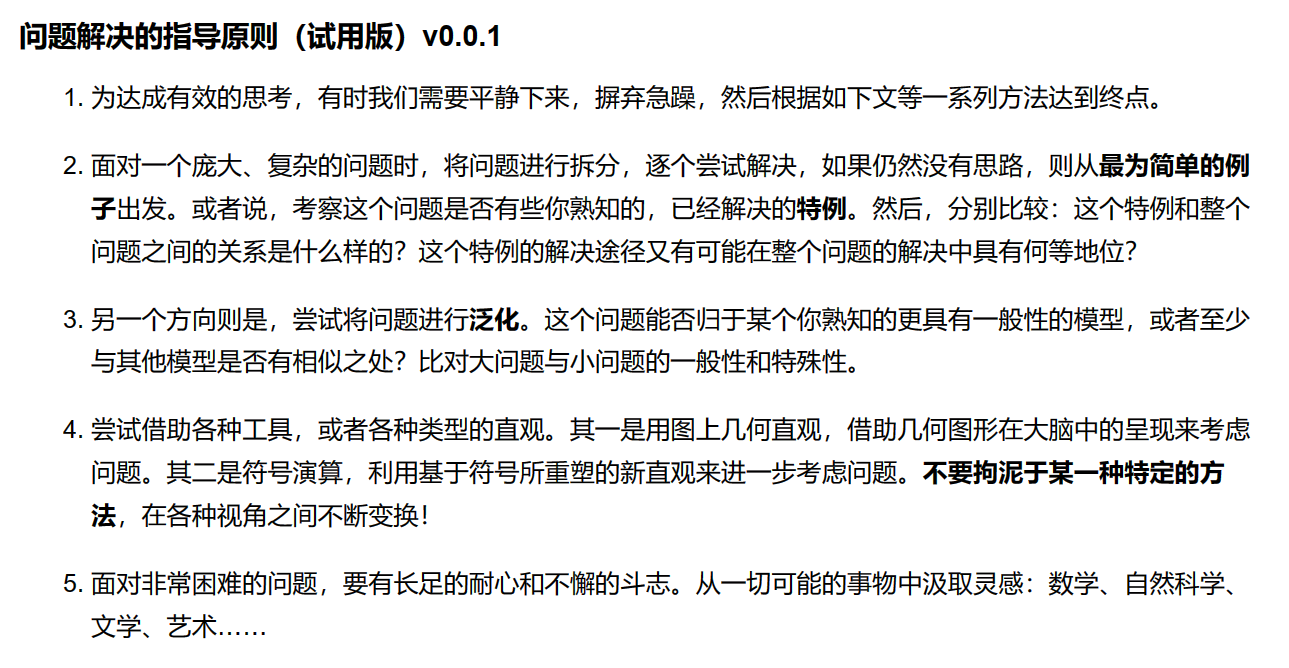 问题解决的指导原则（试用版）v0.0.1
1. 为达成有效的思考，有时我们需要平静下来，摒弃急躁，然后根据如下文等一系列方法达到终点。
2. 面对一个庞大、复杂的问题时，将问题进行拆分，逐个尝试解决，如果仍然没有思路，则从最为简单的例
子出发。或者说，考察这个问题是否有些你熟知的，已经解决的特例。然后，分别比较：这个特例和整个
问题之间的关系是什么样的？这个特例的解决途径又有可能在整个问题的解决中具有何等地位？
3. 另一个方向则是，尝试将问题进行泛化。这个问题能否归于某个你熟知的更具有一般性的模型，或者至少
与其他模型是否有相似之处？比对大问题与小问题的一般性和特殊性。
4. 尝试借助各种工具，或者各种类型的直观。其一是用图上几何直观，借助几何图形在大脑中的呈现来考虑
问题。其二是符号演算，利用基于符号所重塑的新直观来进一步考虑问题。不要拘泥于某一种特定的方
法，在各种视角之间不断变换！
5. 面对非常困难的问题，要有长足的耐心和不懈的斗志。从一切可能的事物中汲取灵感：数学、自然科学、
文学、艺术……